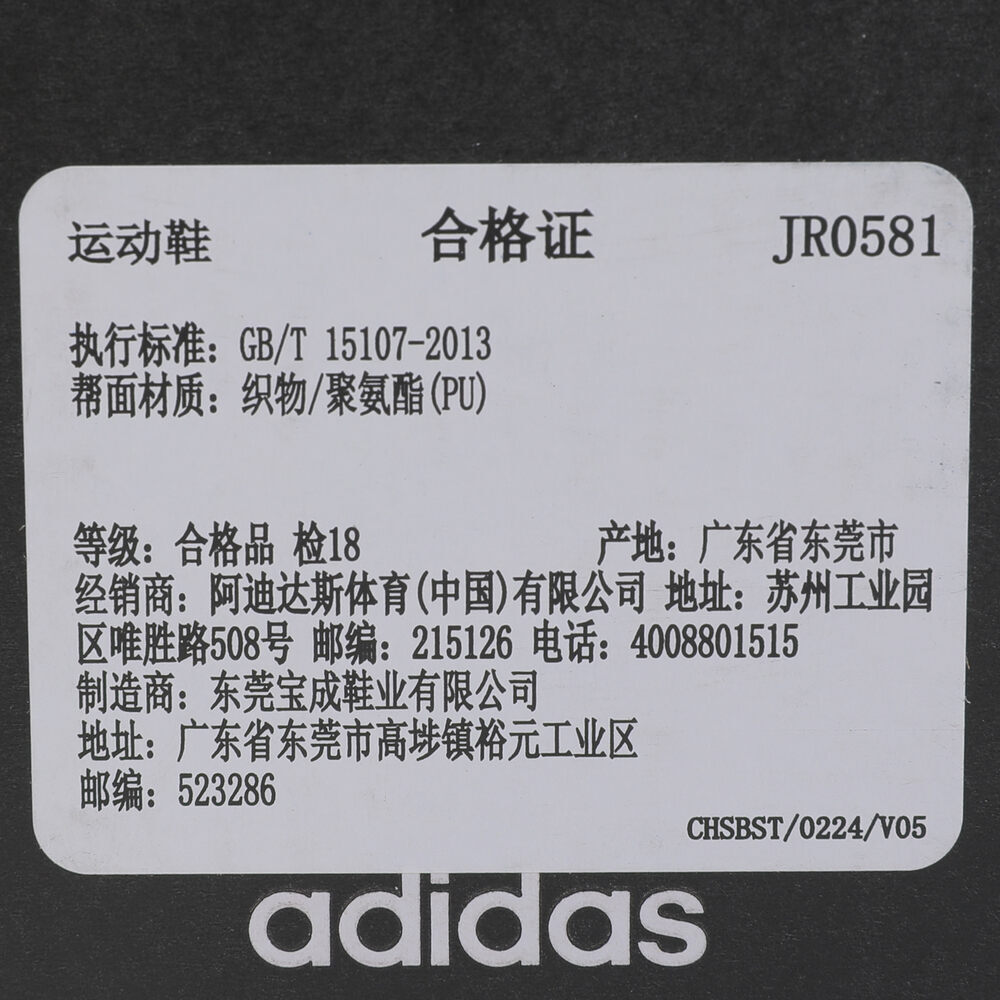 运动鞋 合格证 JR0581
执行标准：GB/T 15107-2013
帮面材质：织物/聚氨酯(PU)
等级：合格品 检18 产地：广东省东莞市
经销商：阿迪达斯体育(中国)有限公司 地址：苏州工业园
区唯胜路508号 邮编：215126 电话：4008801515
制造商：东莞宝成鞋业有限公司
地址：广东省东莞市高埗镇裕元工业区
邮编：523286
CHSBST/0224/V05
adidas